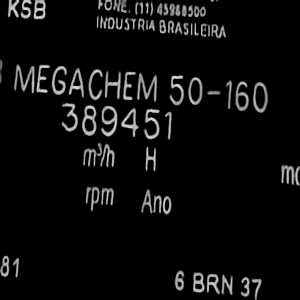 KSB
FONE. (11) 45968500
INDUSTRIA BRASILEIRA
MEGACHEM 50-160
389451
m³/h H
rpm Ano
81
6 BRN 37